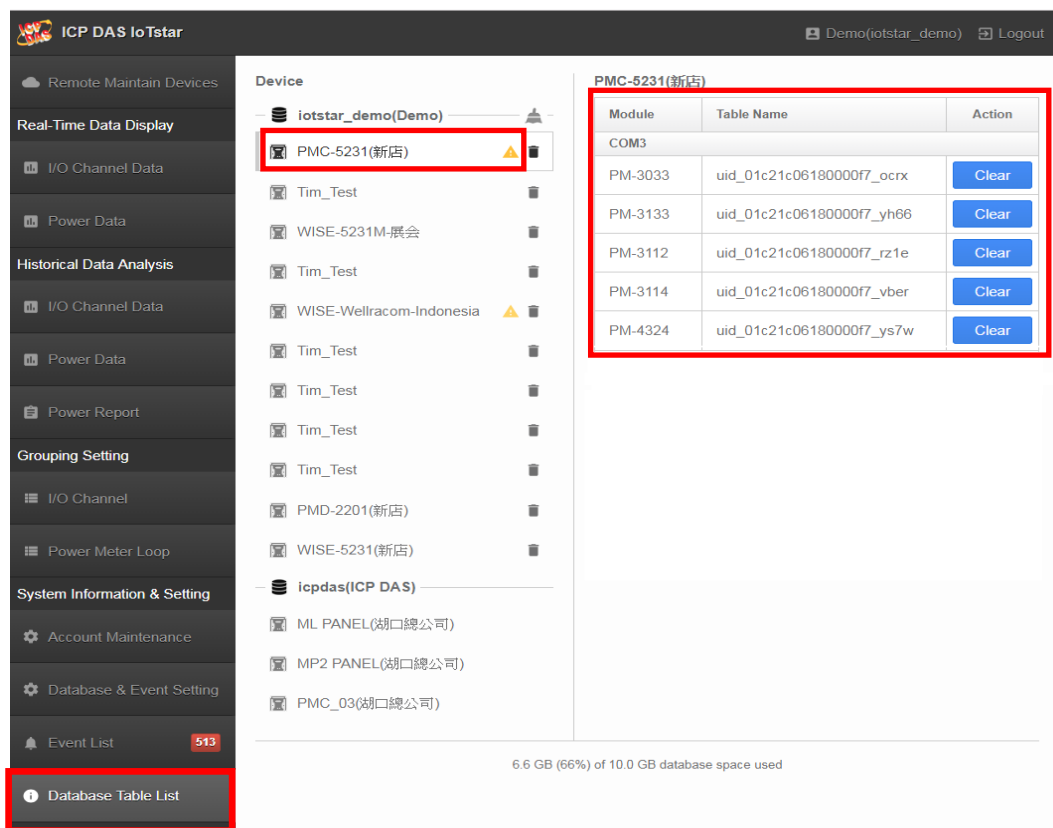 ICP DAS IoTstar
Demo(iotstar_demo) Logout
Remote Maintain Devices
Real-Time Data Display
I/O Channel Data
Power Data
Historical Data Analysis
I/O Channel Data
Power Data
Power Report
Grouping Setting
I/O Channel
Power Meter Loop
System Information & Setting
Account Maintenance
Database & Event Setting
Event List 513
Database Table List
Device
iotstar_demo(Demo)
PMC-5231(新店)
Tim_Test
WISE-5231M-展会
Tim_Test
WISE-Wellracom-Indonesia
Tim_Test
Tim_Test
Tim_Test
Tim_Test
PMD-2201(新店)
WISE-5231(新店)
icpdas(ICP DAS)
ML PANEL(湖口總公司)
MP2 PANEL(湖口總公司)
PMC_03(湖口總公司)
PMC-5231(新店)
Module Table Name Action
COM3
PM-3033 uid_01c21c06180000f7_ocrx Clear
PM-3133 uid_01c21c06180000f7_yh66 Clear
PM-3112 uid_01c21c06180000f7_rz1e Clear
PM-3114 uid_01c21c06180000f7_vber Clear
PM-4324 uid_01c21c06180000f7_ys7w Clear
6.6 GB (66%) of 10.0 GB database space used